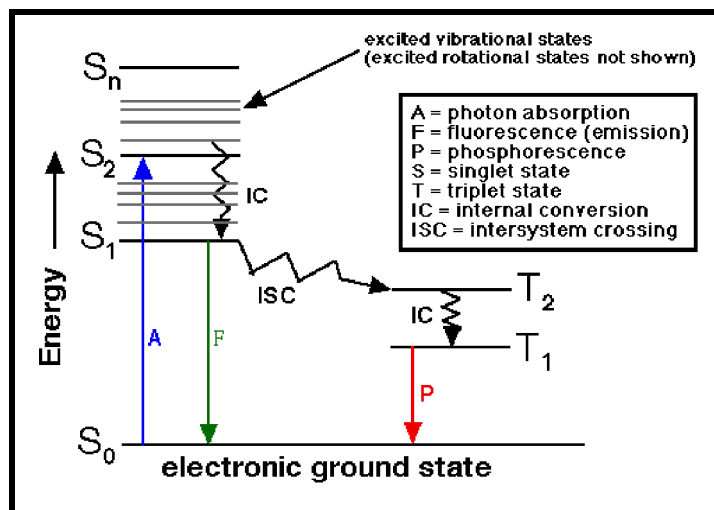 excited vibrational states
(excited rotational states not shown)
Sn
A = photon absorption
F = fluorescence (emission)
P = phosphorescence
S = singlet state
T = triplet state
IC = internal conversion
ISC = intersystem crossing
S2
IC
S1
ISC
T2
IC
T1
Energy
A
F
P
S0
electronic ground state